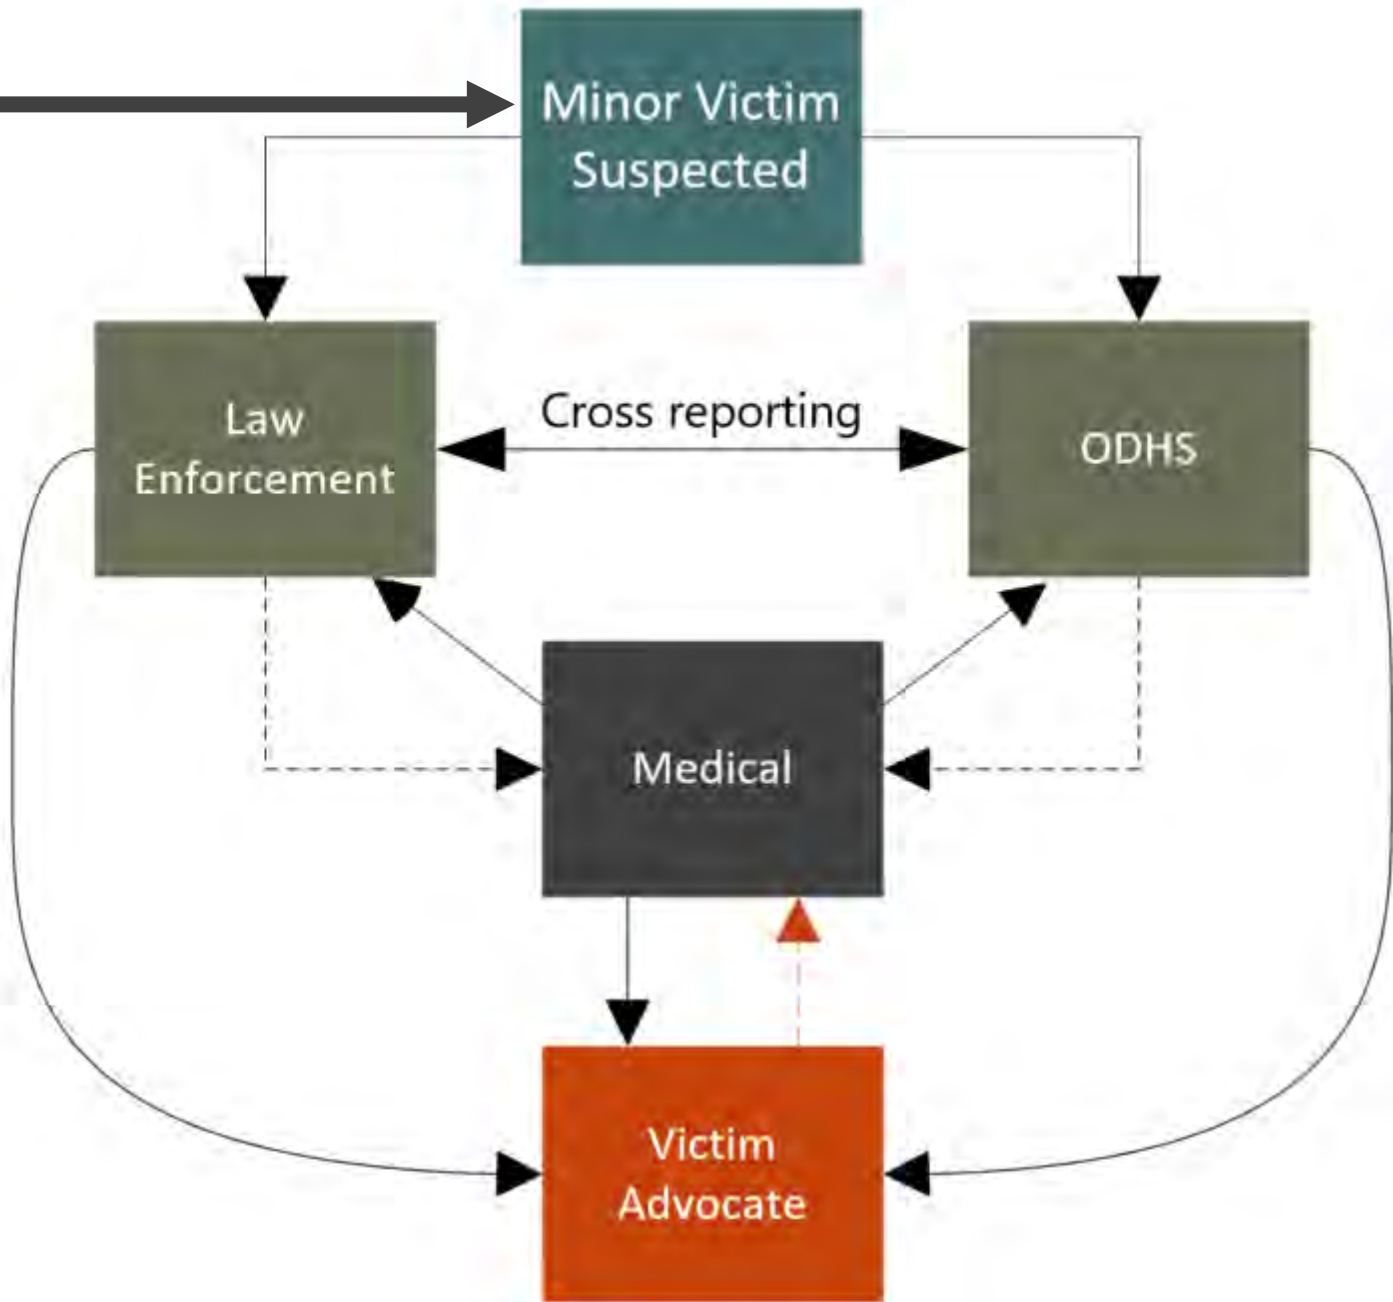 Minor Victim
Suspected
Law
Enforcement
Cross reporting
ODHS
Medical
Victim
Advocate